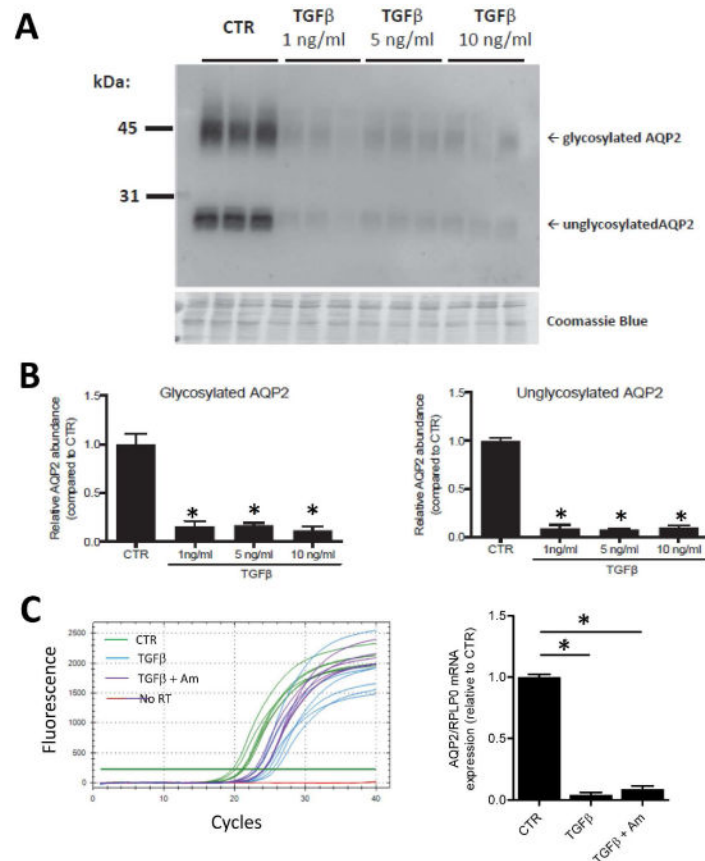 A
CTR
TGFβ
1 ng/ml
TGFβ
5 ng/ml
TGFβ
10 ng/ml
kDa:
45
31
← glycosylated AQP2
← unglycosylatedAQP2
Coomassie Blue
B
Glycosylated AQP2
Relative AQP2 abundance
(compared to CTR)
1.5
1.0
0.5
0.0
* * *
CTR
1ng/ml
5 ng/ml
10 ng/ml
TGFβ
Unglycosylated AQP2
Relative AQP2 abundance
(compared to CTR)
1.5
1.0
0.5
0.0
* * *
CTR
1ng/ml
5 ng/ml
10 ng/ml
TGFβ
C
Fluorescence
2500
2000
1500
1000
500
0
CTR
TGFβ
TGFβ + Am
No RT
0 10 20 30 40
Cycles
AQP2/RPLP0 mRNA
expression (relative to CTR)
1.5
1.0
0.5
0.0
*
*
CTR
TGFβ
TGFβ + Am